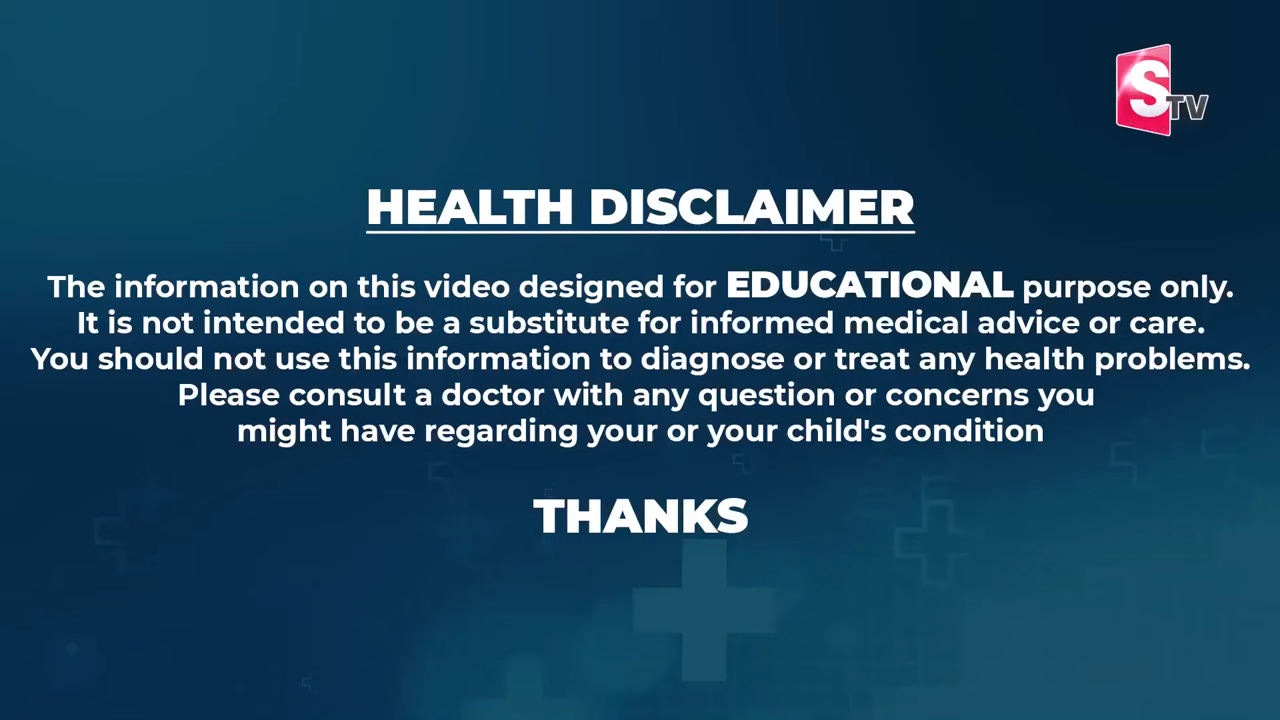 STV
HEALTH DISCLAIMER
The information on this video designed for EDUCATIONAL purpose only.
It is not intended to be a substitute for informed medical advice or care.
You should not use this information to diagnose or treat any health problems.
Please consult a doctor with any question or concerns you
might have regarding your or your child's condition
THANKS